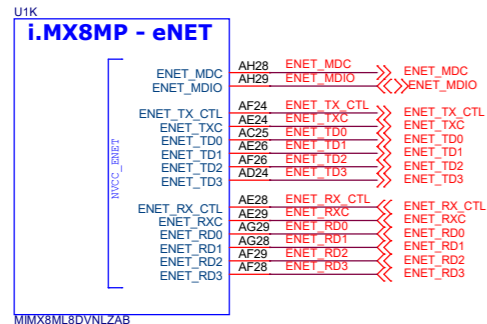 U1K
i.MX8MP - eNET
NVCC_ENET
ENET_MDC AH28 ENET_MDC ENET_MDC
ENET_MDIO AH29 ENET_MDIO ENET_MDIO
ENET_TX_CTL AF24 ENET_TX_CTL ENET_TX_CTL
ENET_TXC AE24 ENET_TXC ENET_TXC
ENET_TD0 AC25 ENET_TD0 ENET_TD0
ENET_TD1 AE26 ENET_TD1 ENET_TD1
ENET_TD2 AF26 ENET_TD2 ENET_TD2
ENET_TD3 AD24 ENET_TD3 ENET_TD3
ENET_RX_CTL AE28 ENET_RX_CTL ENET_RX_CTL
ENET_RXC AE29 ENET_RXC ENET_RXC
ENET_RD0 AG29 ENET_RD0 ENET_RD0
ENET_RD1 AG28 ENET_RD1 ENET_RD1
ENET_RD2 AF29 ENET_RD2 ENET_RD2
ENET_RD3 AF28 ENET_RD3 ENET_RD3
MIMX8ML8DVNLZAB